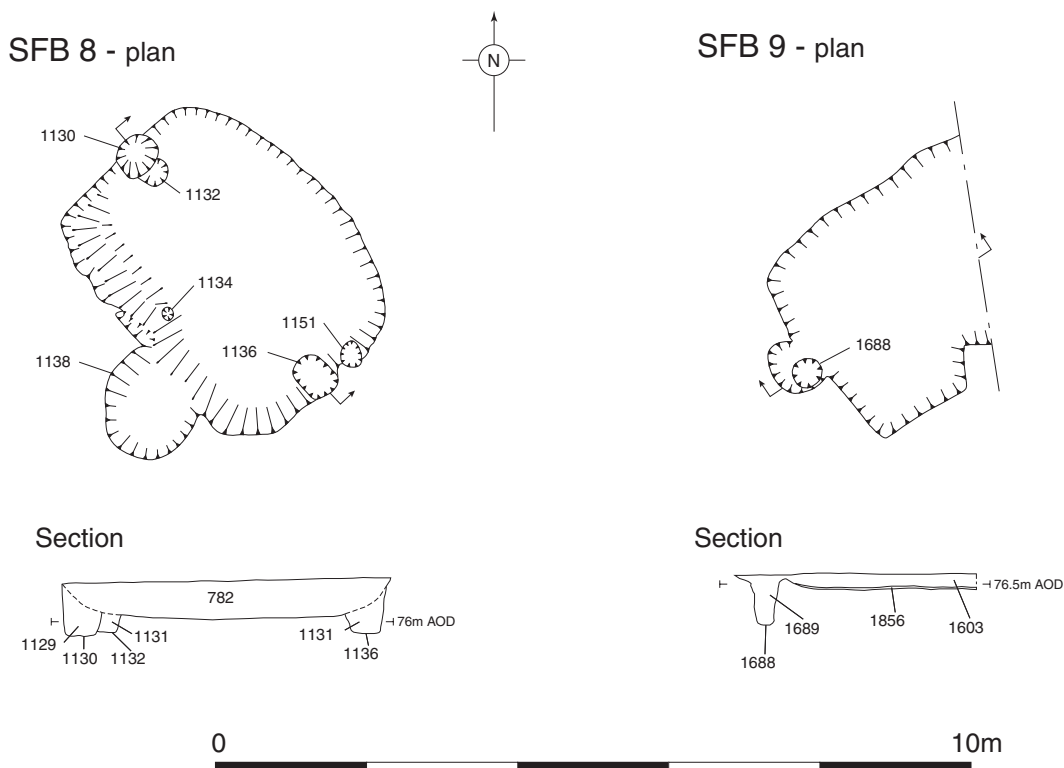 SFB 8 - plan
N
SFB 9 - plan
1130
1132
1134
1151
1136
1138
1688
Section
782
76m AOD
1129
1130
1131
1132
1131
1136
Section
76.5m AOD
1689
1856
1603
1688
0
10m